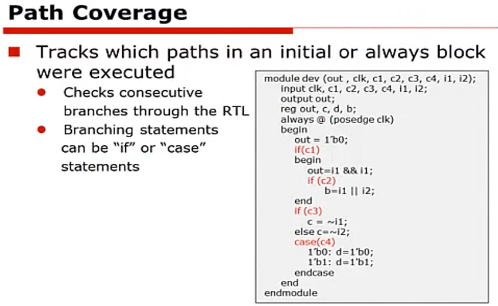 Path Coverage
Tracks which paths in an initial or always block
were executed
Checks consecutive
branches through the RTL
Branching statements
can be "if" or "case"
statements
module dev (out , clk, c1, c2, c3, c4, i1, i2);
input clk, c1, c2, c3, c4, i1, i2;
output out;
reg out, c, d, b;
always @ (posedge clk)
begin
out = 1'b0;
if(c1)
begin
out=i1 && i1;
if (c2)
b=i1 || i2;
end
if (c3)
c = ~i1;
else c=~i2;
case(c4)
1'b0: d=1'b0;
1'b1: d=1'b1;
endcase
end
endmodule